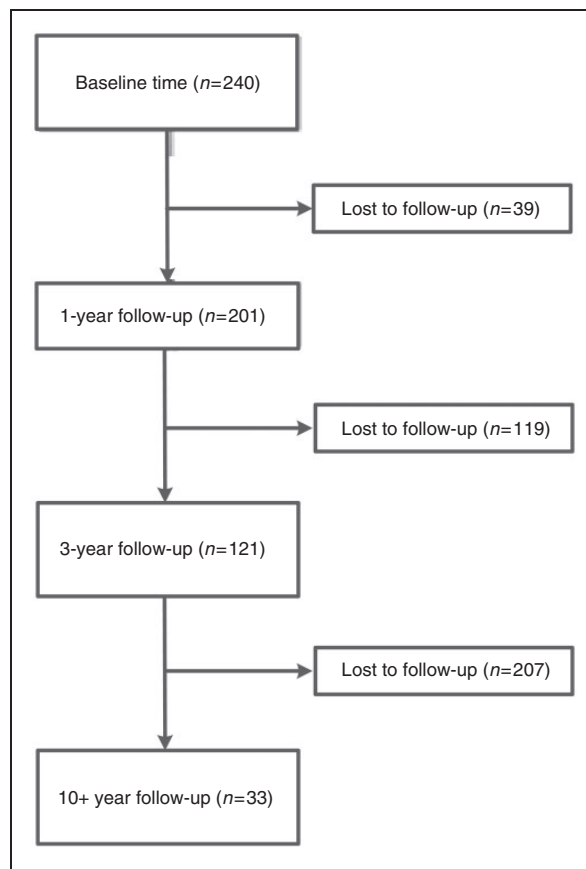 Baseline time (n=240)
Lost to follow-up (n=39)
1-year follow-up (n=201)
Lost to follow-up (n=119)
3-year follow-up (n=121)
Lost to follow-up (n=207)
10+ year follow-up (n=33)